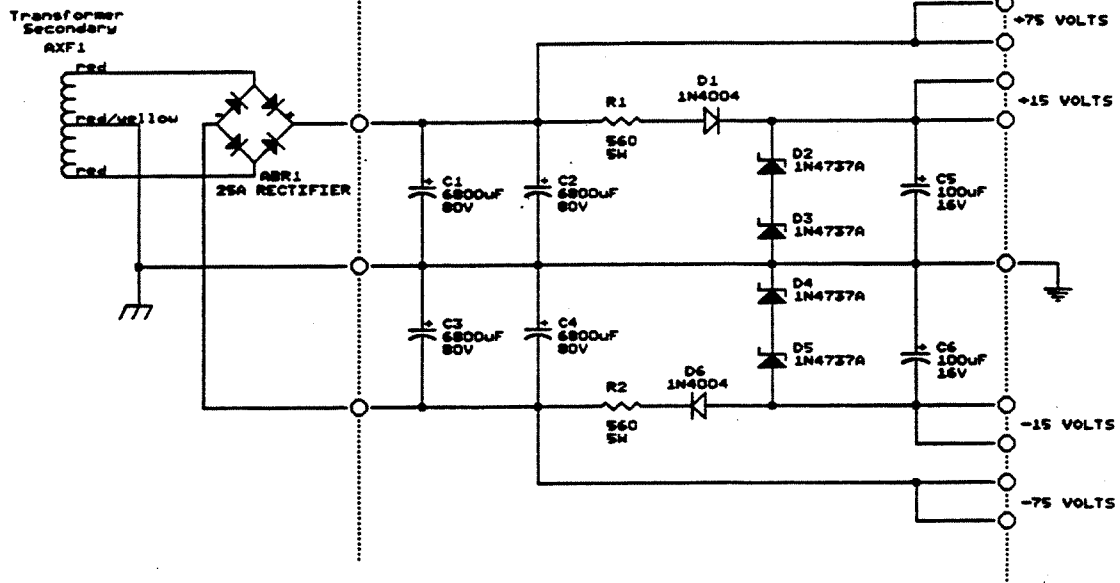 Transformer
Secondary
AXF1
red
red/yellow
red
ABR1
25A RECTIFIER
+75 VOLTS
+15 VOLTS
R1
560
5W
D1
1N4004
D2
1N4737A
D3
1N4737A
C1
6800uF
80V
C2
6800uF
80V
C5
100uF
16V
D4
1N4737A
D5
1N4737A
C3
6800uF
80V
C4
6800uF
80V
C6
100uF
16V
R2
560
5W
D6
1N4004
-15 VOLTS
-75 VOLTS